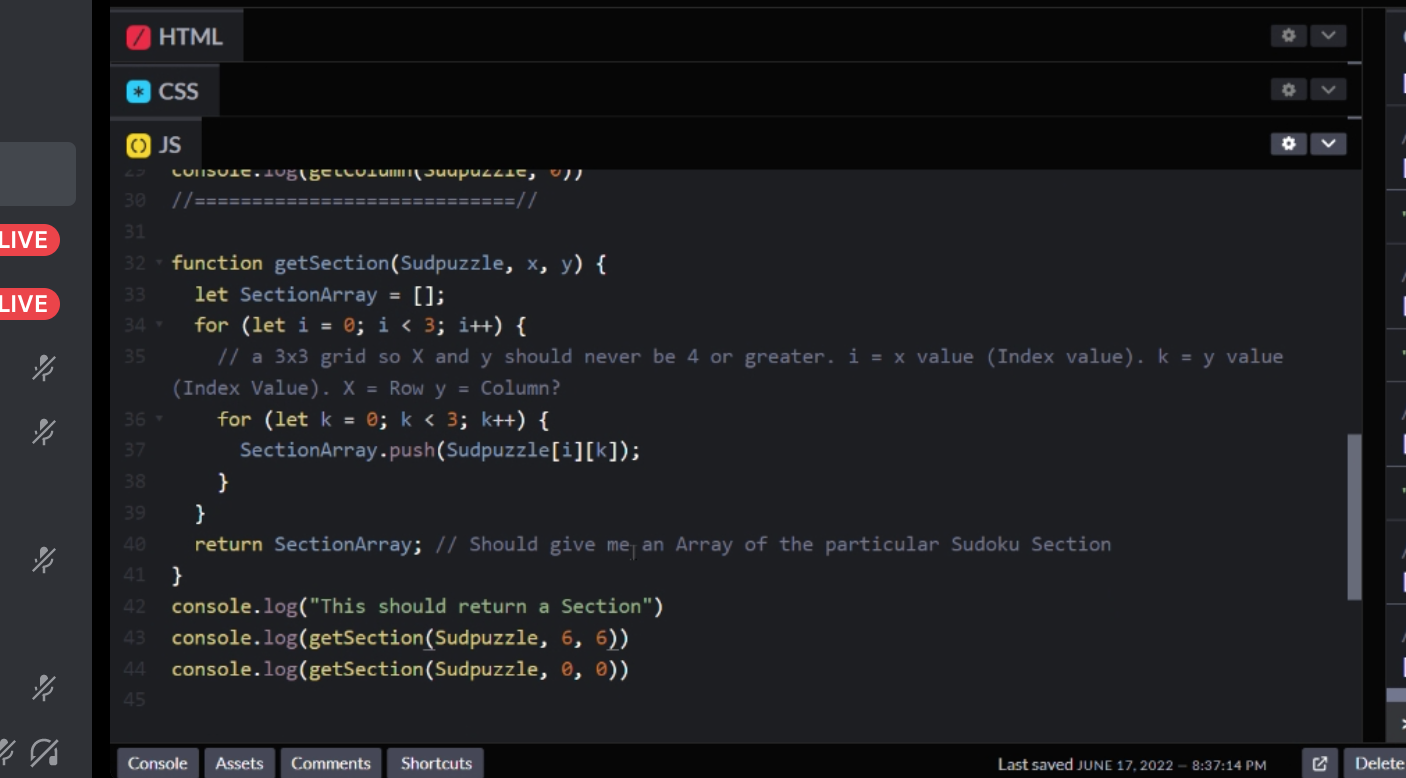 HTML
CSS
JS
LIVE
LIVE
29 console.log(getColumn(Sudpuzzle, 0))
30 //============================//
31
32 function getSection(Sudpuzzle, x, y) {
33 let SectionArray = [];
34 for (let i = 0; i < 3; i++) {
35 // a 3x3 grid so X and y should never be 4 or greater. i = x value (Index value). k = y value
(Index Value). X = Row y = Column?
36 for (let k = 0; k < 3; k++) {
37 SectionArray.push(Sudpuzzle[i][k]);
38 }
39 }
40 return SectionArray; // Should give me an Array of the particular Sudoku Section
41 }
42 console.log("This should return a Section")
43 console.log(getSection(Sudpuzzle, 6, 6))
44 console.log(getSection(Sudpuzzle, 0, 0))
45
Console Assets Comments Shortcuts Last saved JUNE 17, 2022 — 8:37:14 PM Delete